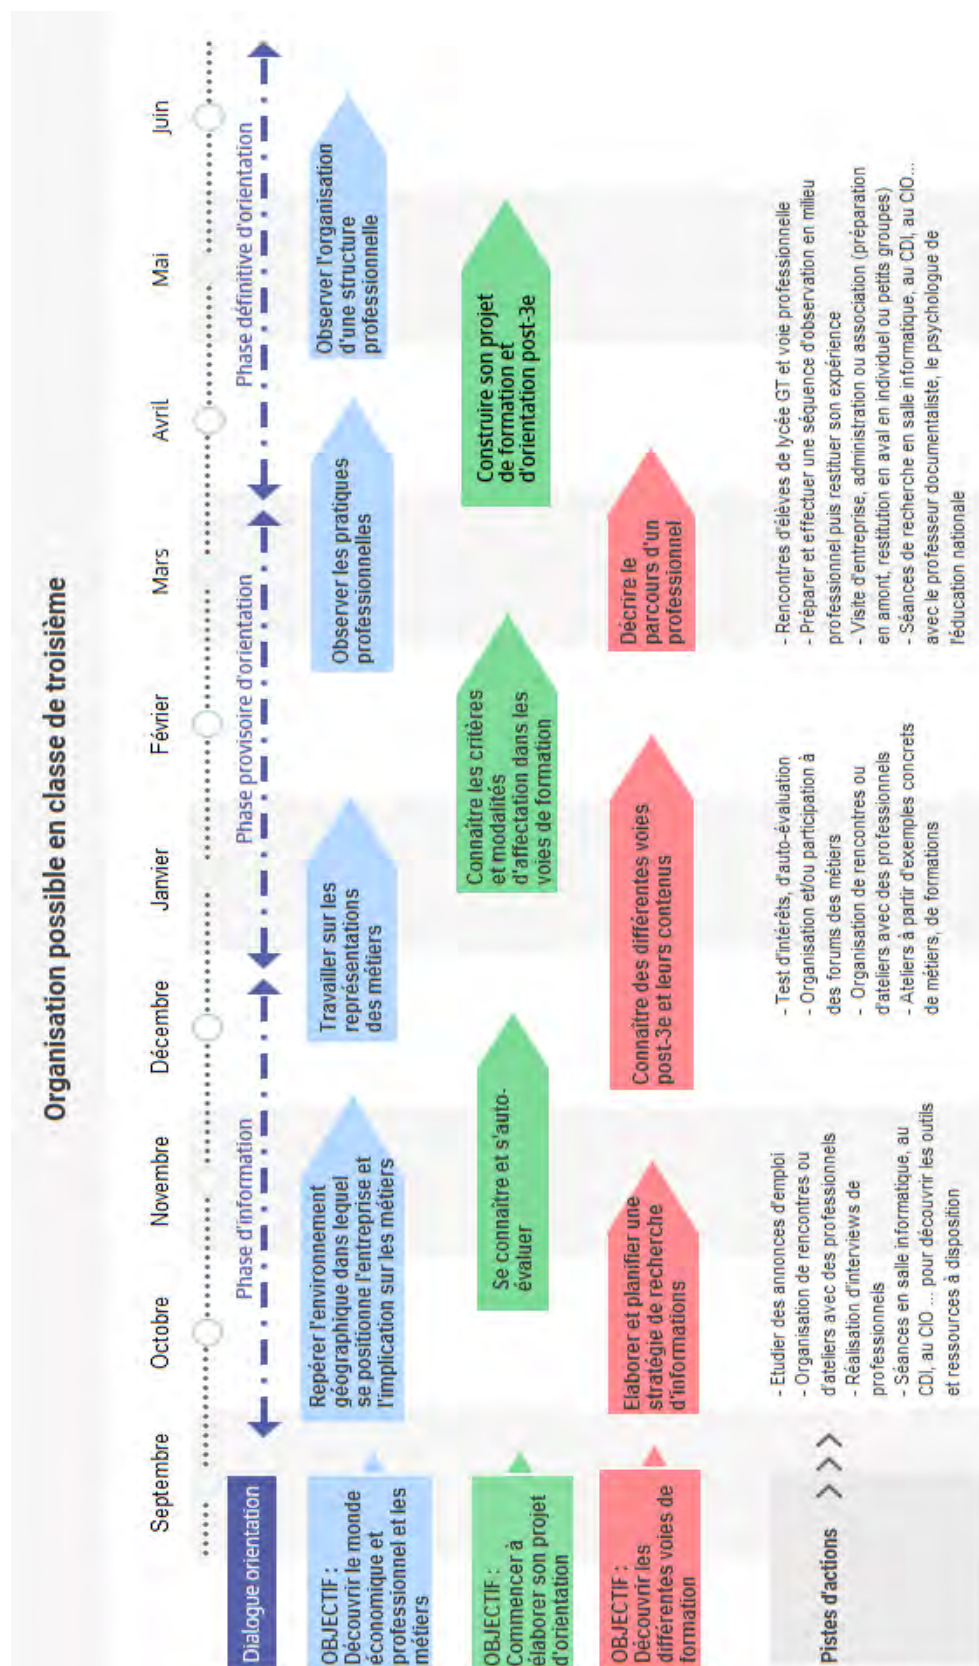 Organisation possible en classe de troisième
Septembre
Octobre
Novembre
Décembre
Janvier
Février
Mars
Avril
Mai
Juin
Dialogue orientation
Phase d'information
Phase provisoire d'orientation
Phase définitive d'orientation
OBJECTIF :
Découvrir le monde
économique et
professionnel et les
métiers
Repérer l'environnement
géographique dans lequel
se positionne l'entreprise et
l'implication sur les métiers
Travailler sur les
représentations
des métiers
Observer les pratiques
professionnelles
Observer l'organisation
d'une structure
professionnelle
OBJECTIF :
Commencer à
élaborer son projet
d'orientation
Se connaitre et s'auto-
évaluer
Connaître les critères
et modalités
d'affectation dans les
voies de formation
Construire son projet
de formation et
d'orientation post-3e
OBJECTIF :
Découvrir les
différentes voies de
formation
Elaborer et planifier une
stratégie de recherche
d'informations
Connaître des différentes voies
post-3e et leurs contenus
Décrire le
parcours d'un
professionnel
Pistes d'actions
- Etudier des annonces d'emploi
- Organisation de rencontres ou
d'ateliers avec des professionnels
- Réalisation d'interviews de
professionnels
- Séances en salle informatique, au
CDI, au CIO ... pour découvrir les outils
et ressources à disposition
- Test d'intérêts, d'auto-évaluation
- Organisation et/ou participation à
des forums des métiers
- Organisation de rencontres ou
d'ateliers avec des professionnels
- Ateliers à partir d'exemples concrets
de métiers, de formations
- Rencontres d'élèves de lycée GT et voie professionnelle
- Préparer et effectuer une séquence d'observation en milieu
professionnel puis restituer son expérience
- Visite d'entreprise, administration ou association (préparation
en amont, restitution en aval en individuel ou petits groupes)
- Séances de recherche en salle informatique, au CDI, au CIO...
avec le professeur documentaliste, le psychologue de
l'éducation nationale